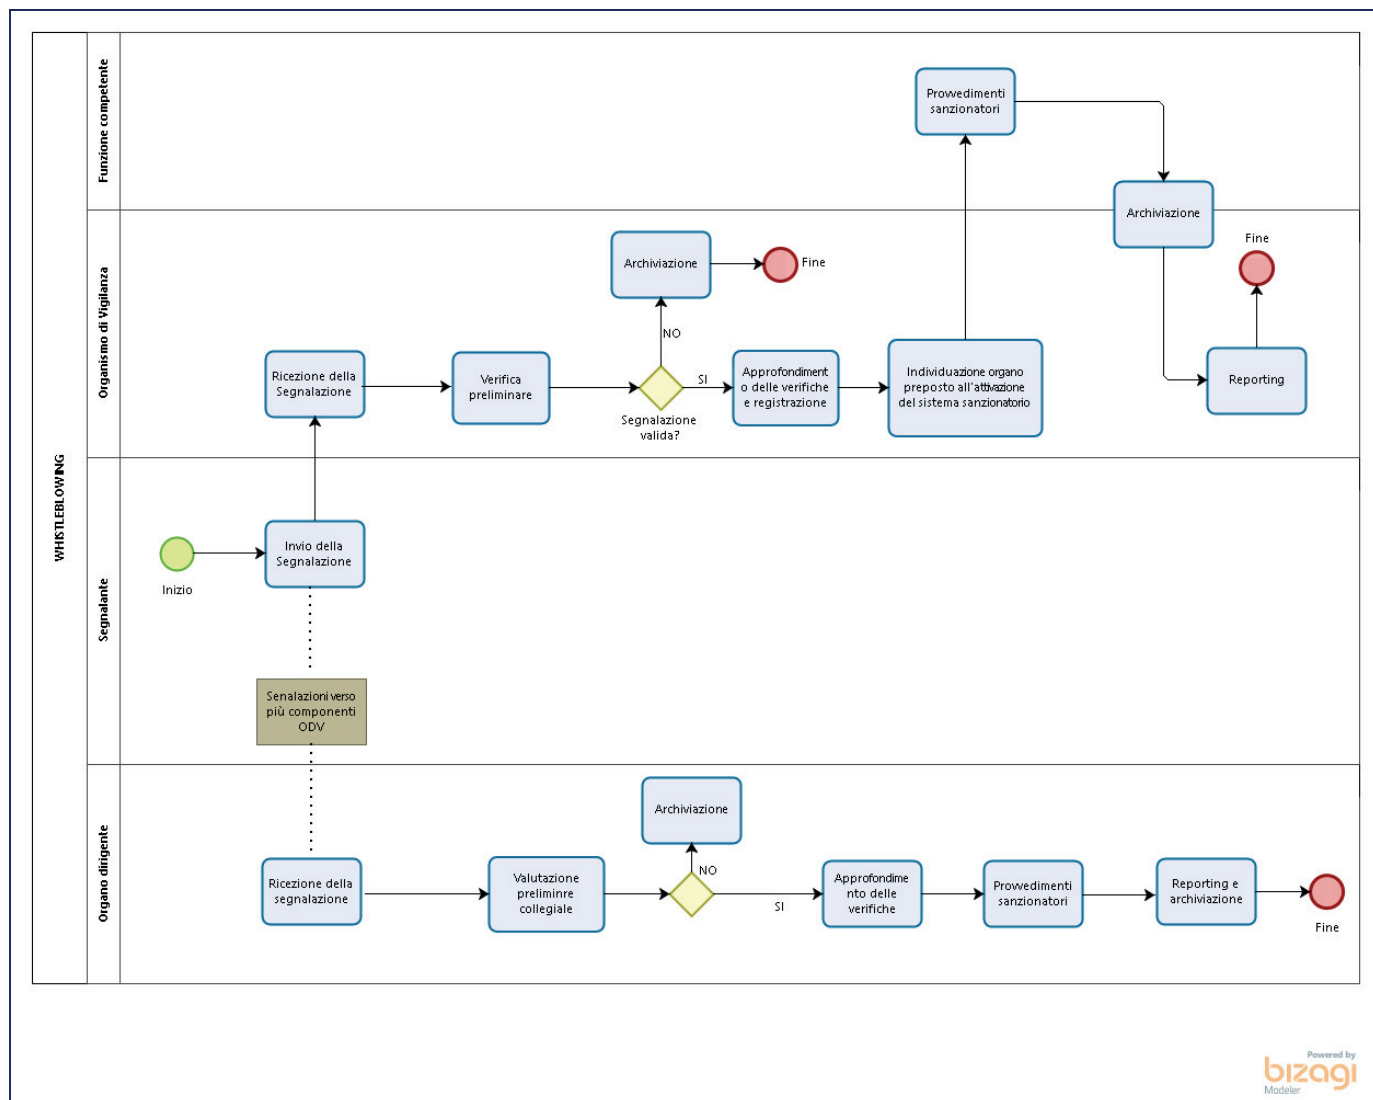 WHISTLEBLOWING
Funzione competente
Provvedimenti
sanzionatori
Archiviazione
Organismo di Vigilanza
Archiviazione
Fine
Fine
NO
Ricezione della
Segnalazione
Verifica
preliminare
Segnalazione
valida?
SI
Approfondiment
o delle verifiche
e registrazione
Individuazione organo
preposto all'attivazione
del sistema sanzionatorio
Reporting
Segnalante
Inizio
Invio della
Segnalazione
Senalazioni verso
più componenti
ODV
Organo dirigente
Ricezione della
segnalazione
Valutazione
preliminre
collegiale
Archiviazione
NO
SI
Approfondime
nto delle
verifiche
Provvedimenti
sanzionatori
Reporting e
archiviazione
Fine
Powered by
bizagi
Modeler